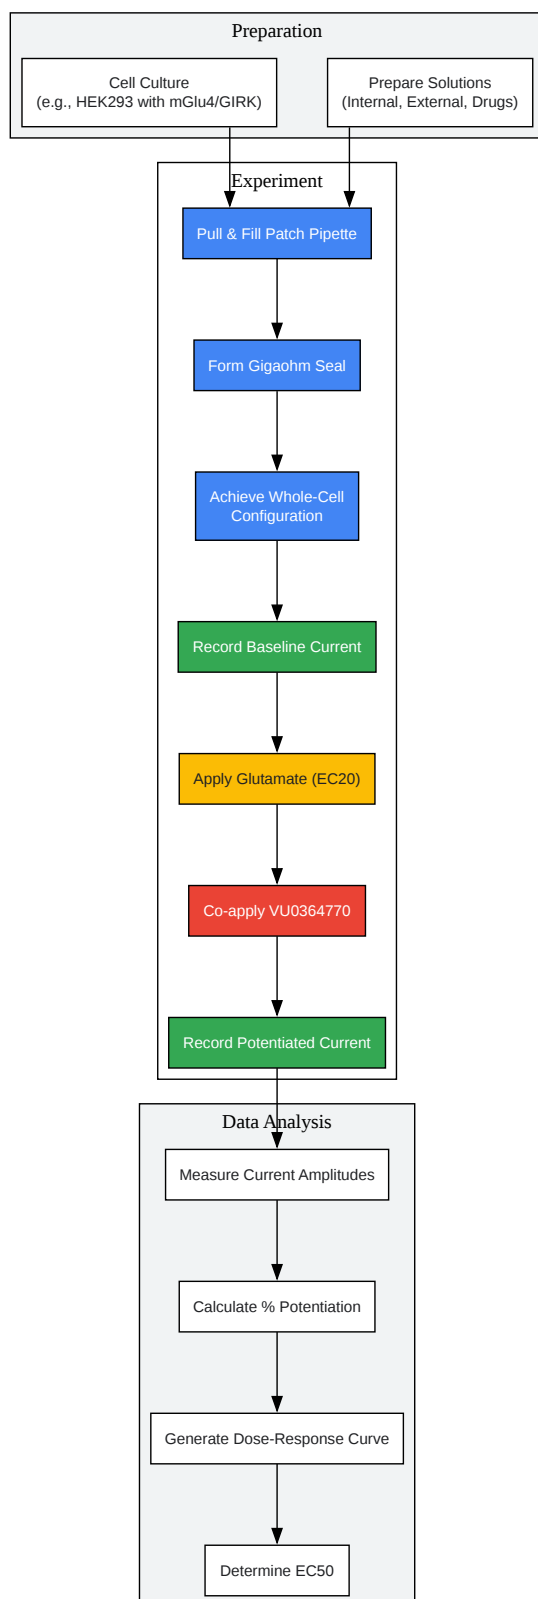 Preparation
Cell Culture
(e.g., HEK293 with mGlu4/GIRK)
Prepare Solutions
(Internal, External, Drugs)
Experiment
Pull & Fill Patch Pipette
Form Gigaohm Seal
Achieve Whole-Cell
Configuration
Record Baseline Current
Apply Glutamate (EC20)
Co-apply VU0364770
Record Potentiated Current
Data Analysis
Measure Current Amplitudes
Calculate % Potentiation
Generate Dose-Response Curve
Determine EC50